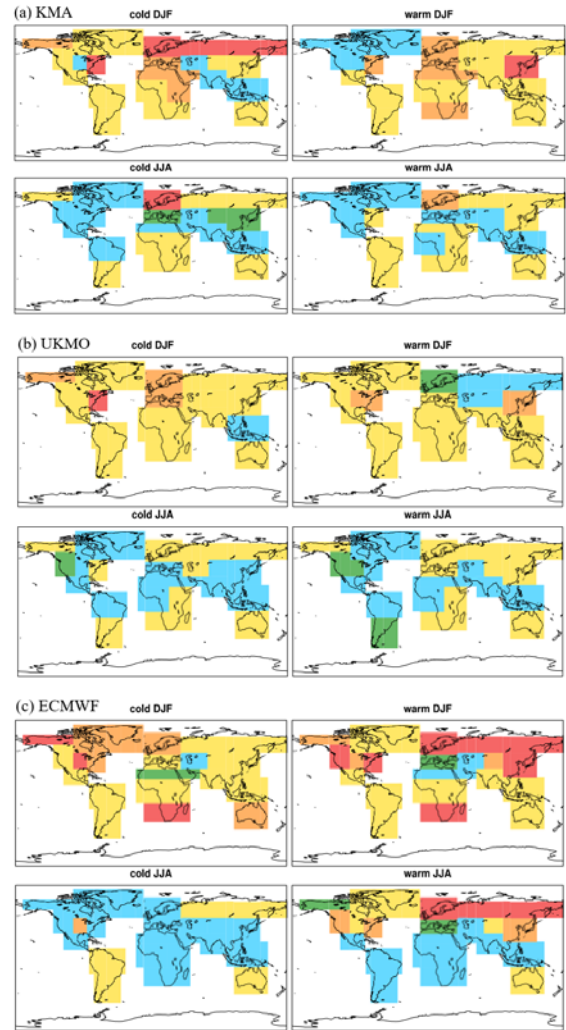 (a) KMA
cold DJF
warm DJF
cold JJA
warm JJA
(b) UKMO
cold DJF
warm DJF
cold JJA
warm JJA
(c) ECMWF
cold DJF
warm DJF
cold JJA
warm JJA